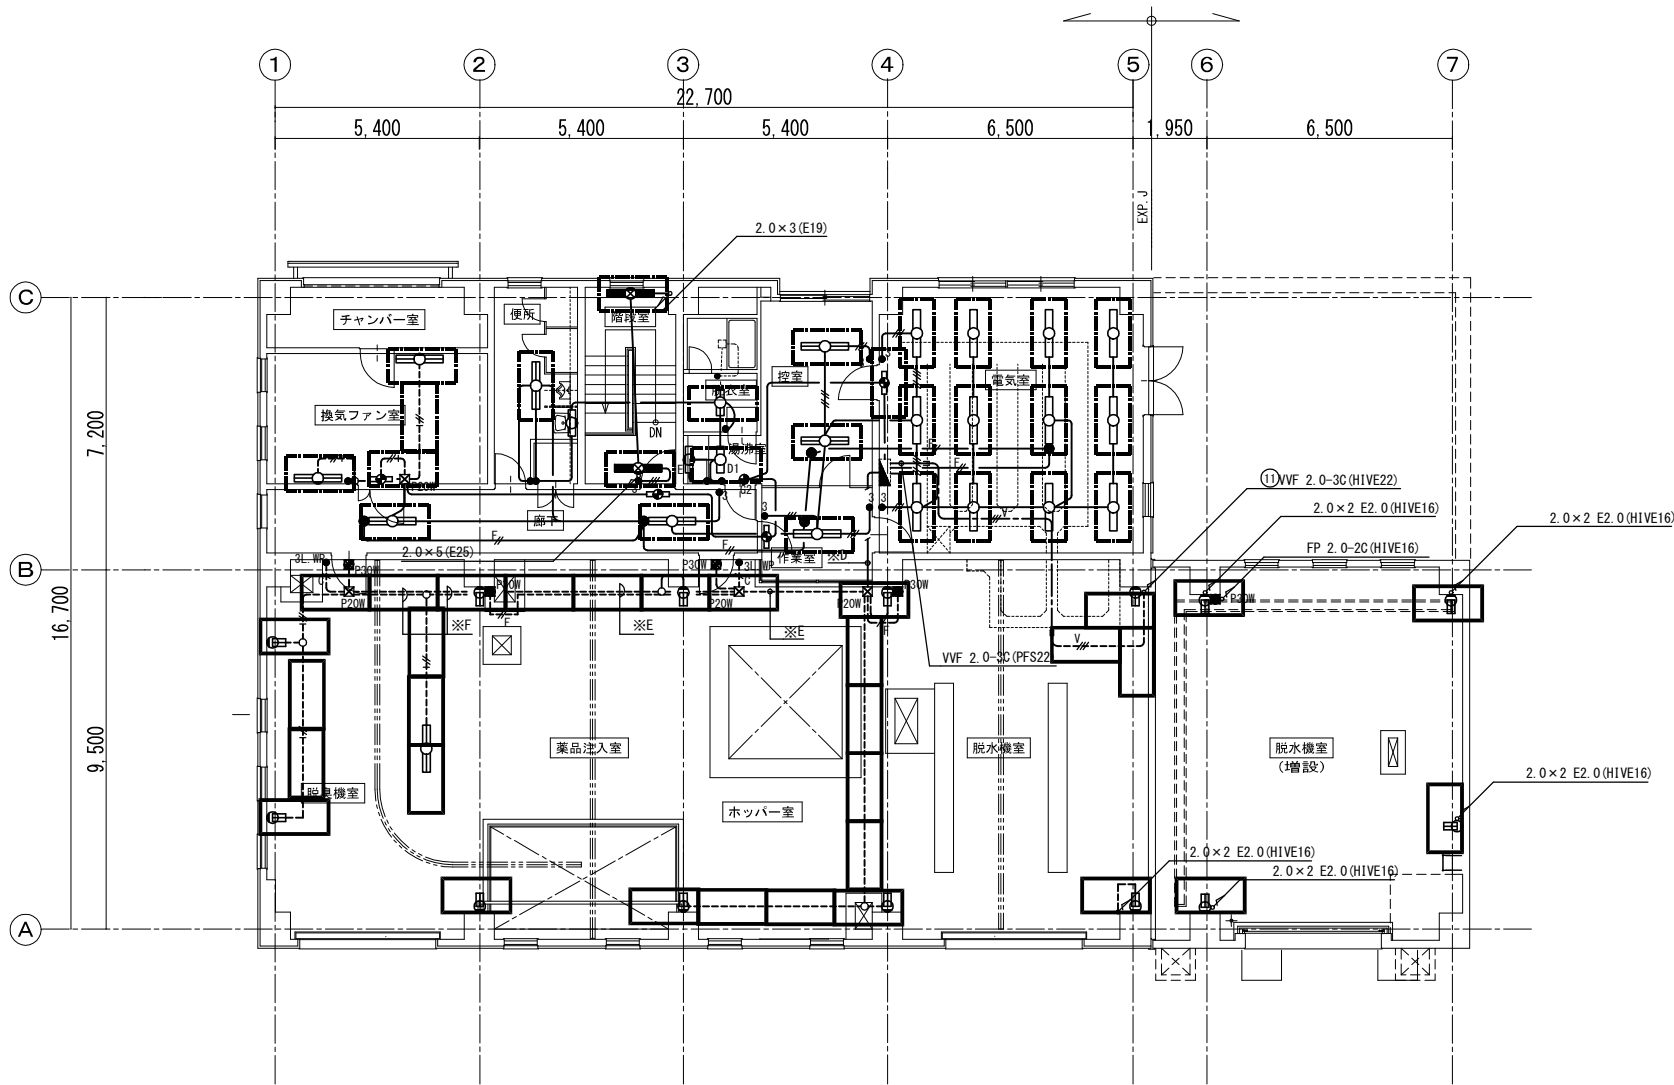 ① ② ③ ④ ⑤ ⑥ ⑦
22,700
5,400 5,400 5,400 6,500 1,950 6,500
EXP.J
2.0×3(E19)
C
チャンバー室
便所
階段室
控室
電気室
換気ファン室
DN
D1
7,200
⑪VVF 2.0-3C(HIVE22)
2.0×2 E2.0(HIVE16)
2.0×2 E2.0(HIVE16)
廊下
2.0×5(E25)
FP 2.0-2C(HIVE16)
3L.WP
P30W
P30W
作業室
※D
B
P20W
P20W
P20W
P30W
P30W
16,700
※F
※E
※E
VVF 2.0-3C(PFS22)
9,500
薬品注入室
脱水機室
脱水機室
(増設)
脱臭機室
ホッパー室
2.0×2 E2.0(HIVE16)
2.0×2 E2.0(HIVE16)
2.0×2 E2.0(HIVE16)
A